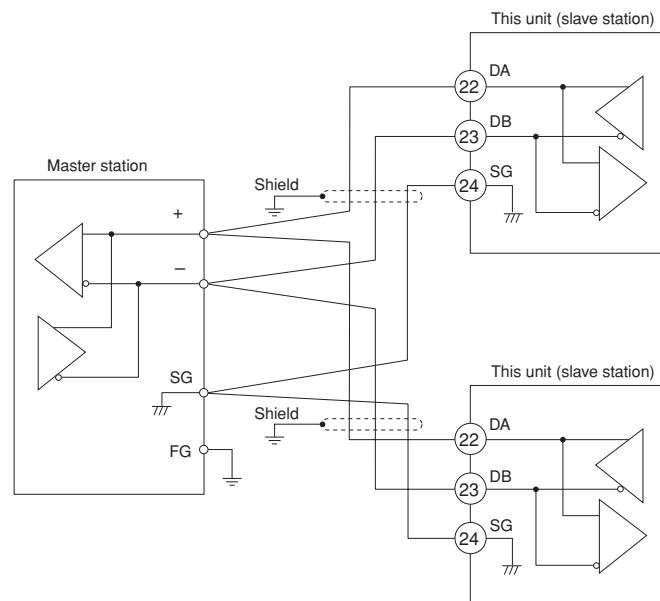 This unit (slave station)
22
DA
23
DB
24
SG
Shield
Master station
+
–
SG
FG
This unit (slave station)
Shield
22
DA
23
DB
24
SG